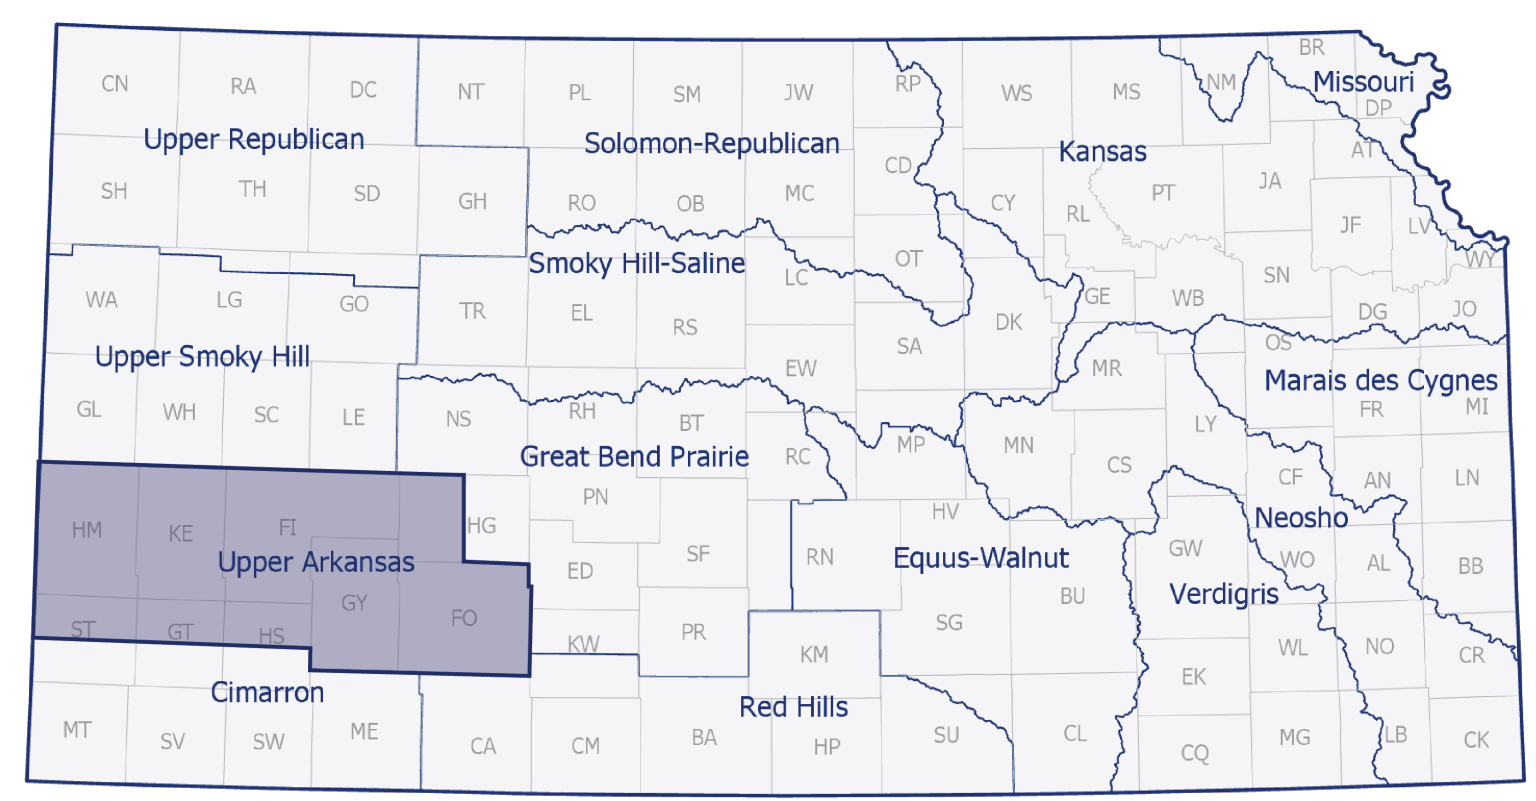 BR
CN RA DC NT PL SM JW RP WS MS NM Missouri
DP
Upper Republican Solomon-Republican Kansas AT
SH TH SD GH RO OB MC CD CY RL PT JA JF LV
Smoky Hill-Saline OT WY
WA LG GO TR EL RS LC DK GE WB SN DG JO
Upper Smoky Hill SA EW MR OS
Marais des Cygnes
GL WH SC LE NS RH BT LY FR MI
Great Bend Prairie RC MP MN CS
PN CF AN LN
HM KE FI HG HV Neosho
Upper Arkansas ED SF RN Equus-Walnut GW WO AL BB
GY FO BU Verdigris
ST GT HS KW PR SG
KM EK WL NO CR
Cimarron Red Hills
MT SV SW ME CA CM BA HP SU CL CQ MG LB CK